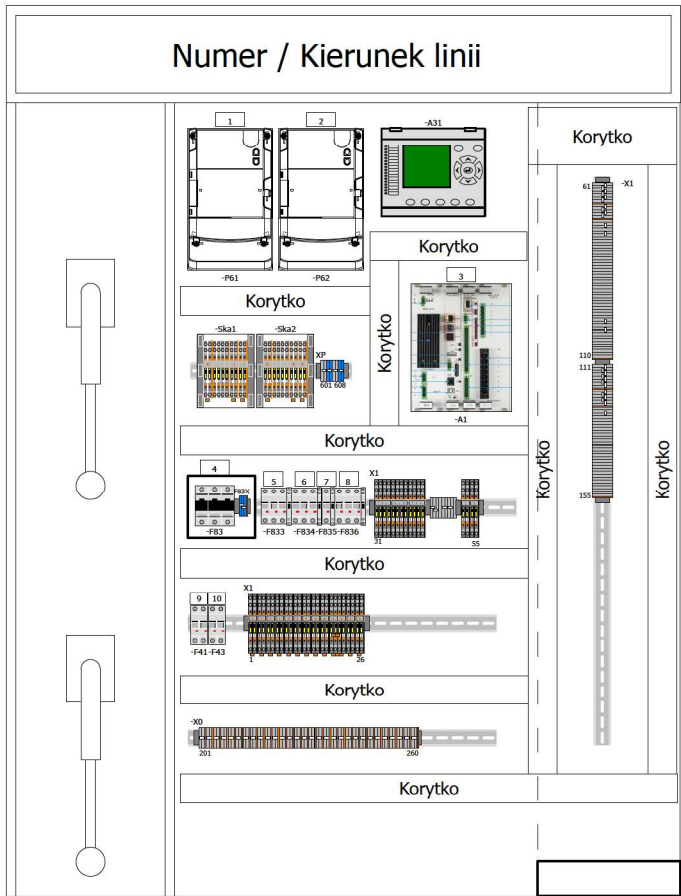 Numer / Kierunek linii
1
2
-A31
Korytko
61
-X1
-P61
-P62
Korytko
3
Korytko
-Ska1
-Ska2
XP
601 608
Korytko
-A1
110
111
Korytko
Korytko
Korytko
155
4
F83X
-F83
5
6
7
8
-F833
-F834
-F835
-F836
X1
31
55
Korytko
9
10
-F41
-F43
X1
1
26
Korytko
-X0
201
260
Korytko